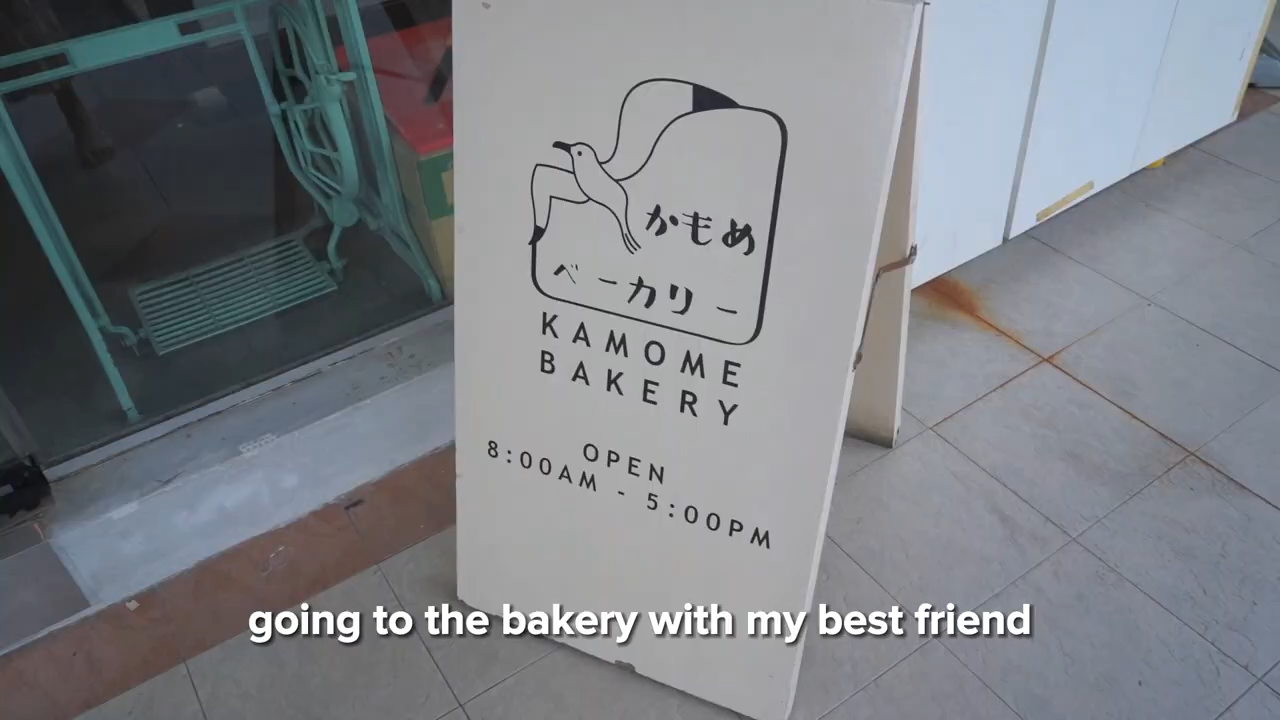 かもめ
ベーカリー
KAMOME
BAKERY
OPEN
8:00AM - 5:00PM
going to the bakery with my best friend